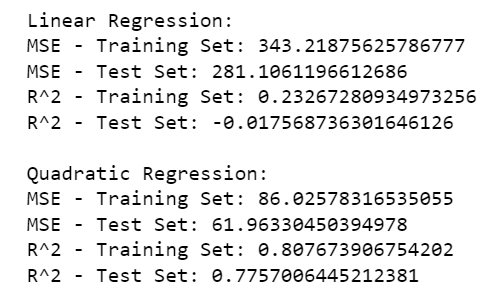 Linear Regression:
MSE - Training Set: 343.21875625786777
MSE - Test Set: 281.1061196612686
R^2 - Training Set: 0.23267280934973256
R^2 - Test Set: -0.017568736301646126
Quadratic Regression:
MSE - Training Set: 86.02578316535055
MSE - Test Set: 61.96330450394978
R^2 - Training Set: 0.807673906754202
R^2 - Test Set: 0.7757006445212381